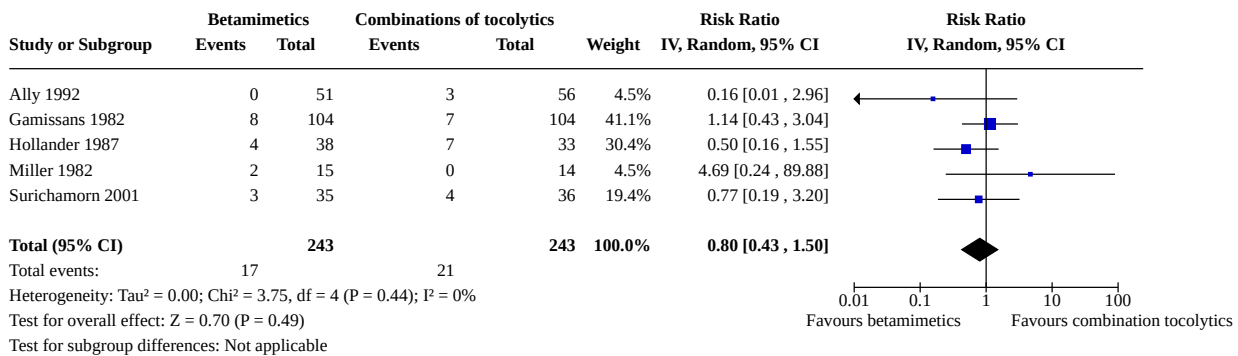 Betamimetics Combinations of tocolytics Risk Ratio Risk Ratio
Study or Subgroup Events Total Events Total Weight IV, Random, 95% CI IV, Random, 95% CI
Ally 1992 0 51 3 56 4.5% 0.16 [0.01 , 2.96]
Gamissans 1982 8 104 7 104 41.1% 1.14 [0.43 , 3.04]
Hollander 1987 4 38 7 33 30.4% 0.50 [0.16 , 1.55]
Miller 1982 2 15 0 14 4.5% 4.69 [0.24 , 89.88]
Surichamorn 2001 3 35 4 36 19.4% 0.77 [0.19 , 3.20]
Total (95% CI) 243 243 100.0% 0.80 [0.43 , 1.50]
Total events: 17 21
Heterogeneity: Tau² = 0.00; Chi² = 3.75, df = 4 (P = 0.44); I² = 0%
0.01 0.1 1 10 100
Test for overall effect: Z = 0.70 (P = 0.49) Favours betamimetics Favours combination tocolytics
Test for subgroup differences: Not applicable